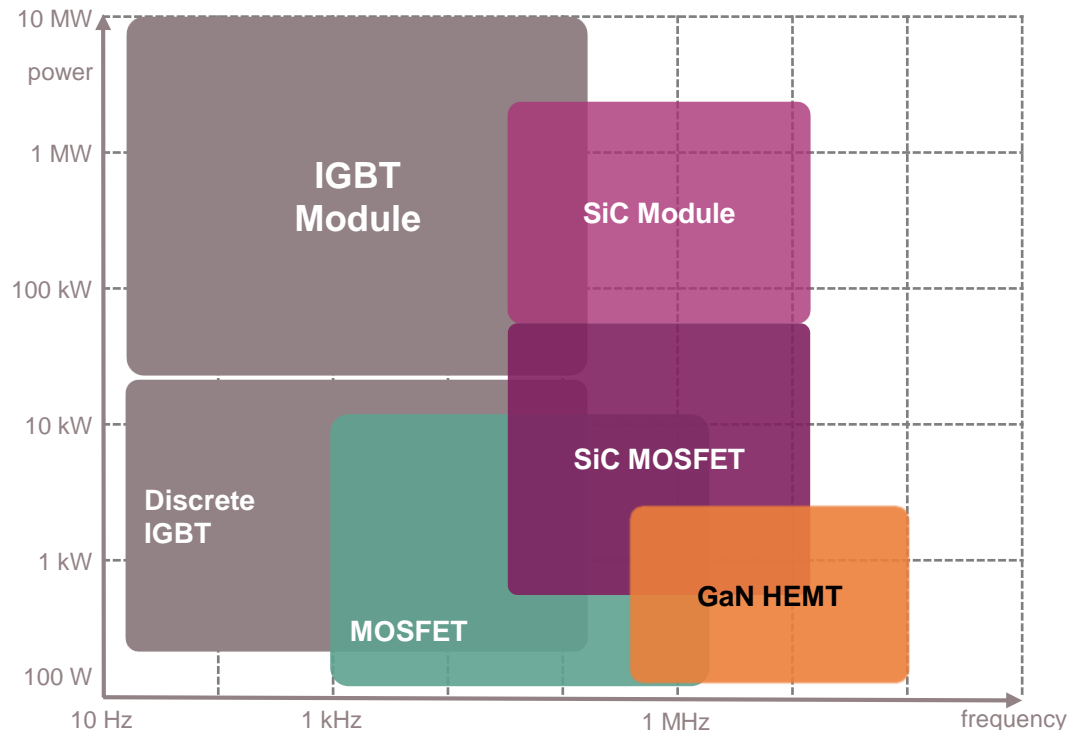 10 MW
power
1 MW
100 kW
10 kW
1 kW
100 W
IGBT
Module
SiC Module
SiC MOSFET
Discrete
IGBT
GaN HEMT
MOSFET
10 Hz
1 kHz
1 MHz
frequency